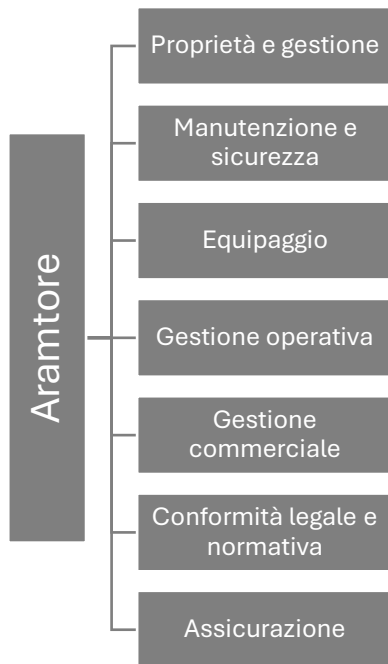 Aramtore
Proprietà e gestione
Manutenzione e
sicurezza
Equipaggio
Gestione operativa
Gestione
commerciale
Conformità legale e
normativa
Assicurazione